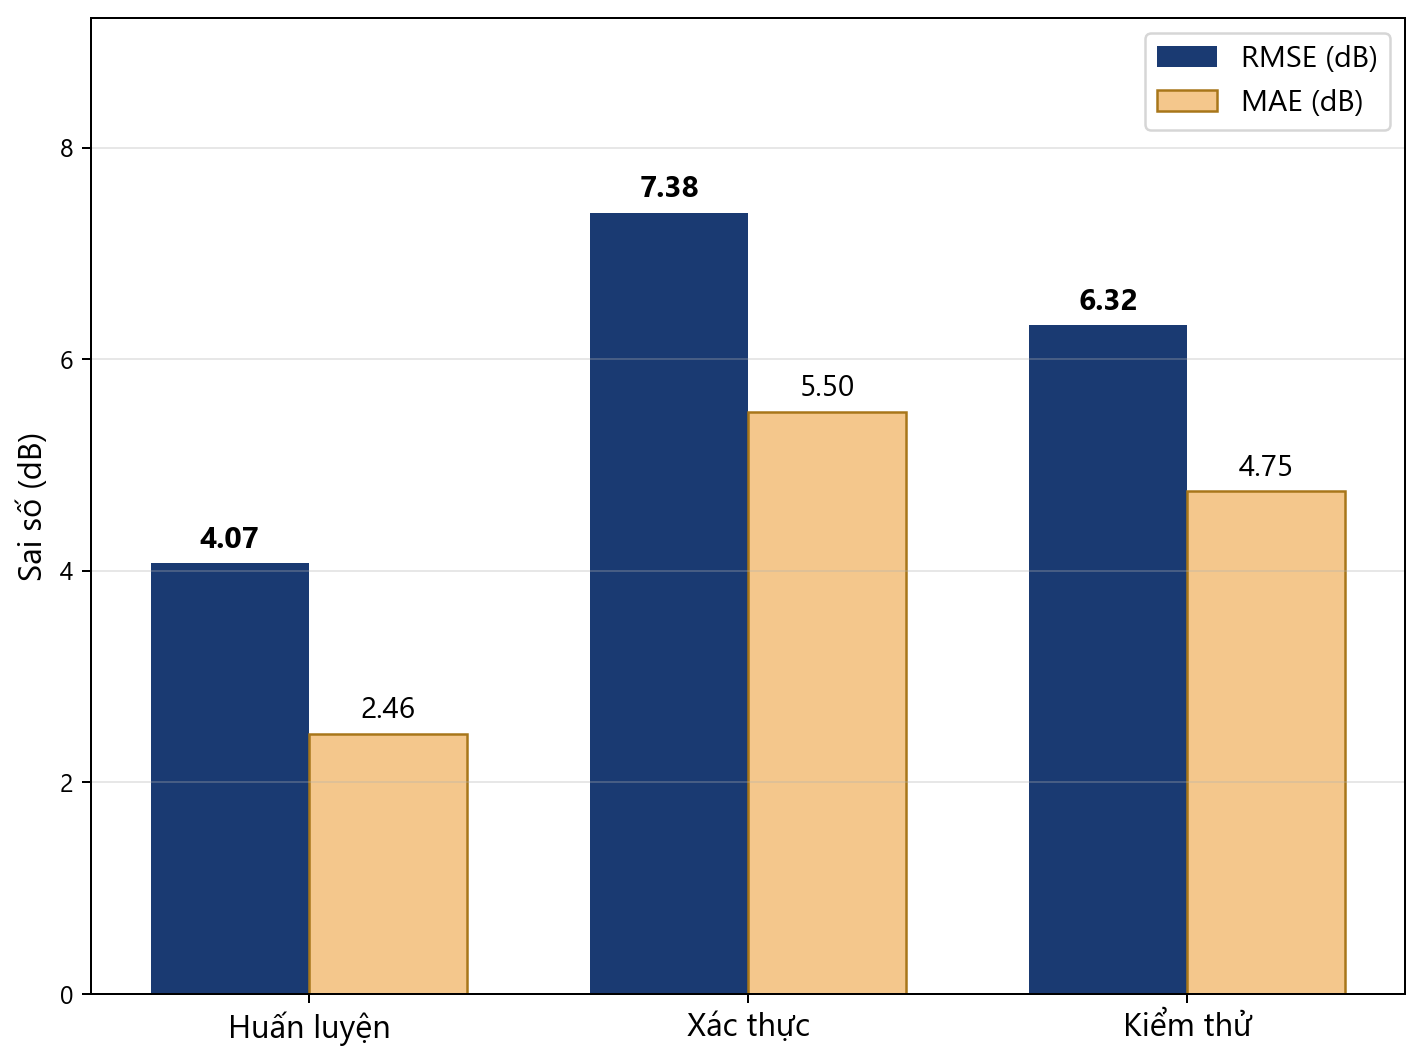 RMSE (dB)
MAE (dB)
8
7.38
6.32
6
5.50
4.75
Sai số (dB)
4.07
4
2.46
2
0
Huấn luyện
Xác thực
Kiểm thử